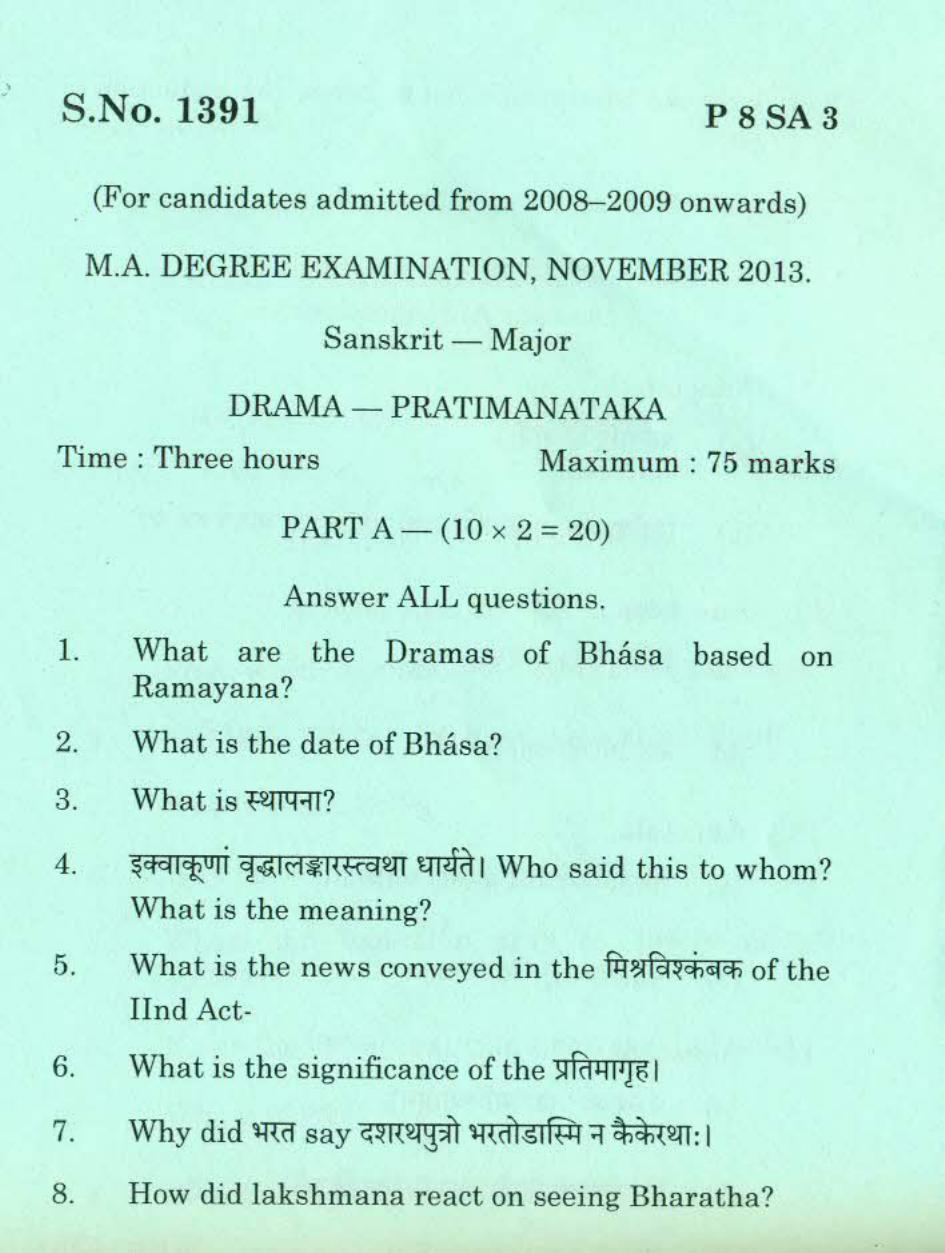 S.No. 1391 P 8 SA 3
(For candidates admitted from 2008–2009 onwards)
M.A. DEGREE EXAMINATION, NOVEMBER 2013.
Sanskrit — Major
DRAMA — PRATIMANATAKA
Time : Three hours Maximum : 75 marks
PART A — (10 × 2 = 20)
Answer ALL questions.
1. What are the Dramas of Bhása based on
Ramayana?
2. What is the date of Bhása?
3. What is स्थापना?
4. इक्वाकूणां वृद्धालङ्कारस्त्वथा धार्यते। Who said this to whom?
What is the meaning?
5. What is the news conveyed in the मिश्रविश्कंबक of the
IInd Act-
6. What is the significance of the प्रतिमागृह।
7. Why did भरत say दशरथपुत्रो भरतोडास्मि न कैकेरथाः।
8. How did lakshmana react on seeing Bharatha?